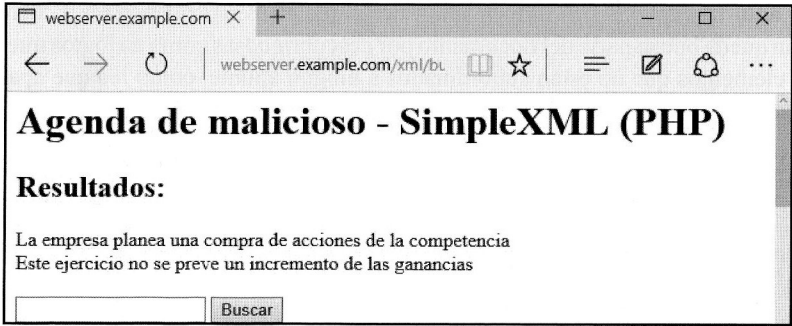 webserver.example.com
webserver.example.com/xml/bu
Agenda de malicioso - SimpleXML (PHP)
Resultados:
La empresa planea una compra de acciones de la competencia
Este ejercicio no se preve un incremento de las ganancias
Buscar